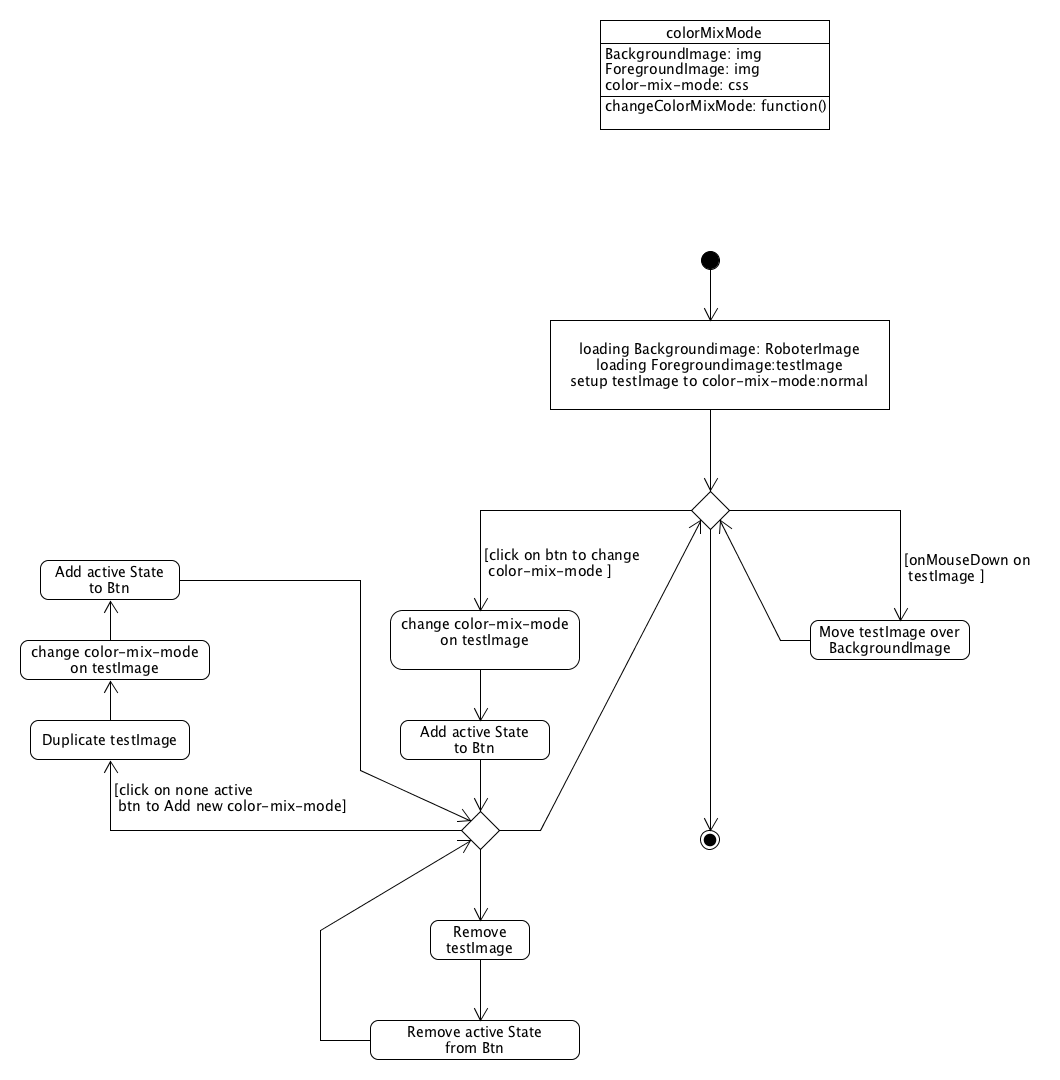 colorMixMode
BackgroundImage: img
ForegroundImage: img
color-mix-mode: css
changeColorMixMode: function()
loading Backgroundimage: RoboterImage
loading Foregroundimage:testImage
setup testImage to color-mix-mode:normal
[click on btn to change
color-mix-mode ]
[onMouseDown on
testImage ]
Add active State
to Btn
change color-mix-mode
on testImage
Move testImage over
BackgroundImage
change color-mix-mode
on testImage
Duplicate testImage
Add active State
to Btn
[click on none active
btn to Add new color-mix-mode]
Remove
testImage
Remove active State
from Btn